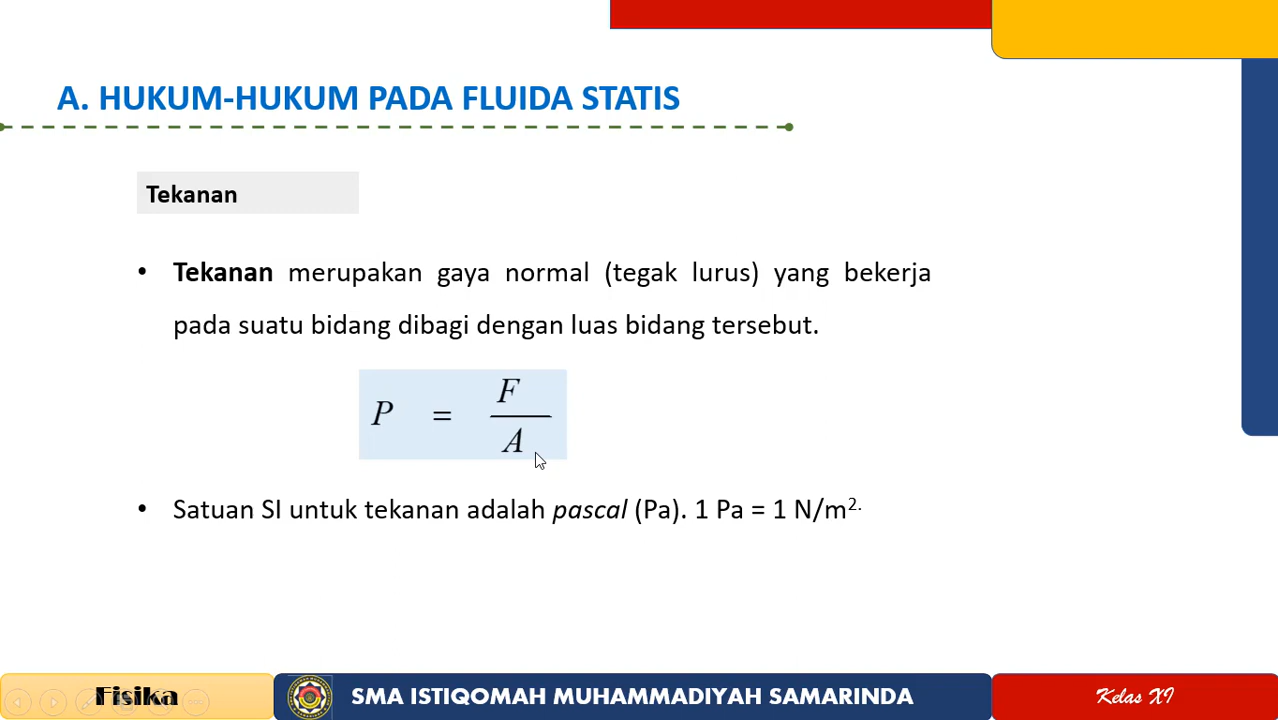 A. HUKUM-HUKUM PADA FLUIDA STATIS
Tekanan
• Tekanan merupakan gaya normal (tegak lurus) yang bekerja
pada suatu bidang dibagi dengan luas bidang tersebut.
P = F/A
• Satuan SI untuk tekanan adalah pascal (Pa). 1 Pa = 1 N/m².
Fisika
SMA ISTIQOMAH MUHAMMADIYAH SAMARINDA
Kelas XI